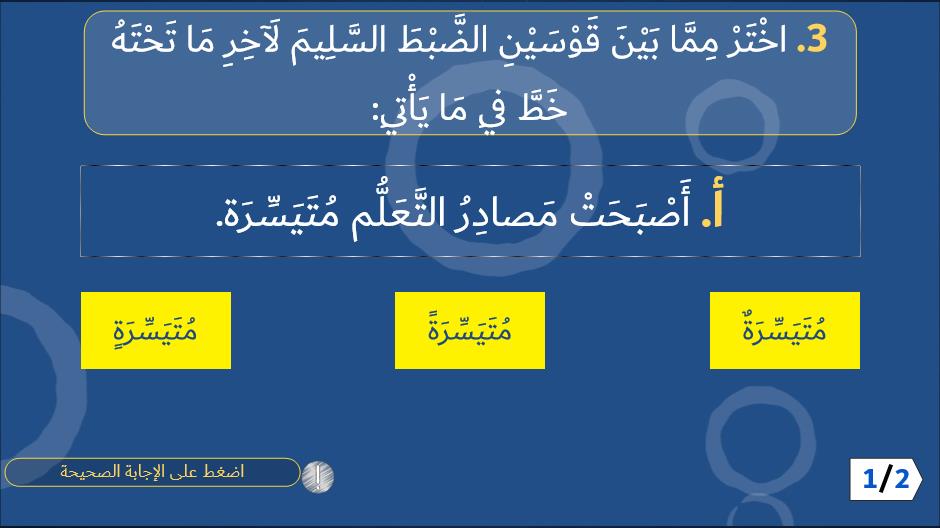 3. اخْتَرْ مِمَّا بَيْنَ قَوْسَيْنِ الضَّبْطَ السَّلِيمَ لَآخِرِ مَا تَحْتَهُ
خَطَّ فِي مَا يَأْتِي:
أ. أَصْبَحَتْ مَصادِرُ التَّعَلُّم مُتَيَسِّرَة.
مُتَيَسِّرَةٌ
مُتَيَسِّرَةً
مُتَيَسِّرَةٍ
اضغط على الإجابة الصحيحة
1/2